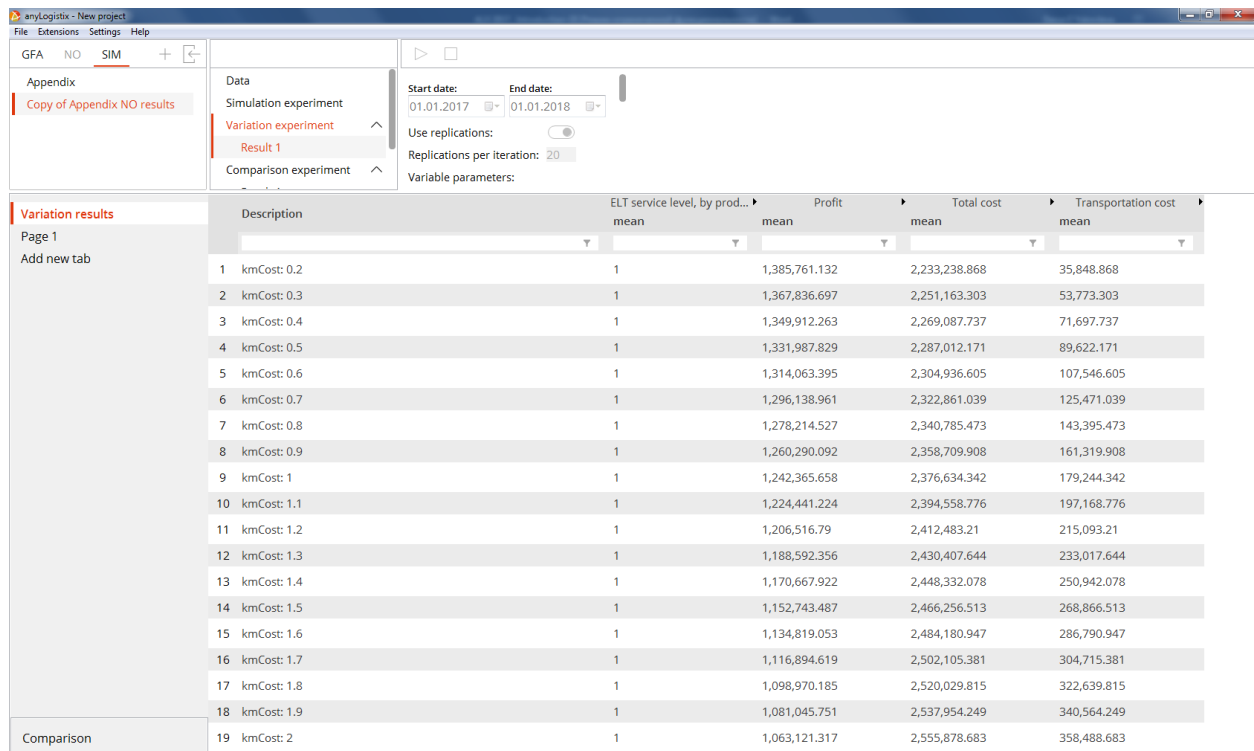 anyLogistix - New project
File Extensions Settings Help
GFA NO SIM
Appendix
Copy of Appendix NO results
Data
Simulation experiment
Variation experiment
Result 1
Comparison experiment
Start date: End date:
01.01.2017 01.01.2018
Use replications:
Replications per iteration: 20
Variable parameters:
Variation results
Page 1
Add new tab
Comparison
Description ELT service level, by prod... Profit Total cost Transportation cost
mean mean mean mean
1 kmCost: 0.2 1 1,385,761.132 2,233,238.868 35,848.868
2 kmCost: 0.3 1 1,367,836.697 2,251,163.303 53,773.303
3 kmCost: 0.4 1 1,349,912.263 2,269,087.737 71,697.737
4 kmCost: 0.5 1 1,331,987.829 2,287,012.171 89,622.171
5 kmCost: 0.6 1 1,314,063.395 2,304,936.605 107,546.605
6 kmCost: 0.7 1 1,296,138.961 2,322,861.039 125,471.039
7 kmCost: 0.8 1 1,278,214.527 2,340,785.473 143,395.473
8 kmCost: 0.9 1 1,260,290.092 2,358,709.908 161,319.908
9 kmCost: 1 1 1,242,365.658 2,376,634.342 179,244.342
10 kmCost: 1.1 1 1,224,441.224 2,394,558.776 197,168.776
11 kmCost: 1.2 1 1,206,516.79 2,412,483.21 215,093.21
12 kmCost: 1.3 1 1,188,592.356 2,430,407.644 233,017.644
13 kmCost: 1.4 1 1,170,667.922 2,448,332.078 250,942.078
14 kmCost: 1.5 1 1,152,743.487 2,466,256.513 268,866.513
15 kmCost: 1.6 1 1,134,819.053 2,484,180.947 286,790.947
16 kmCost: 1.7 1 1,116,894.619 2,502,105.381 304,715.381
17 kmCost: 1.8 1 1,098,970.185 2,520,029.815 322,639.815
18 kmCost: 1.9 1 1,081,045.751 2,537,954.249 340,564.249
19 kmCost: 2 1 1,063,121.317 2,555,878.683 358,488.683